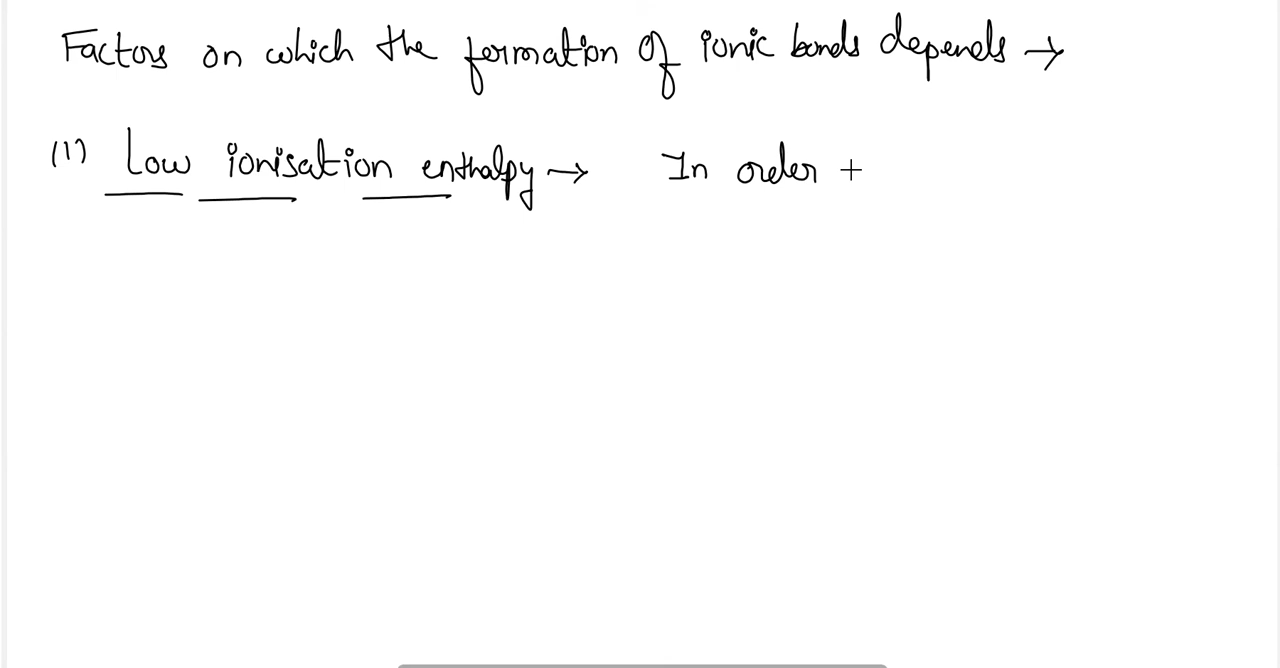 Factors on which the formation of ionic bonds depends →
(1) Low ionisation enthalpy → In order t